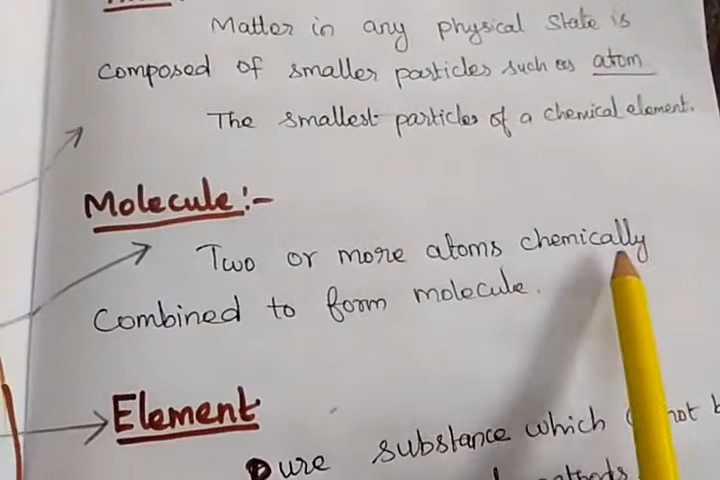 Matter in any physical State is
composed of smaller particles such as atom
The smallest particles of a chemical element.
Molecule:-
Two or more atoms chemically
Combined to form molecule.
Element
Pure substance which not